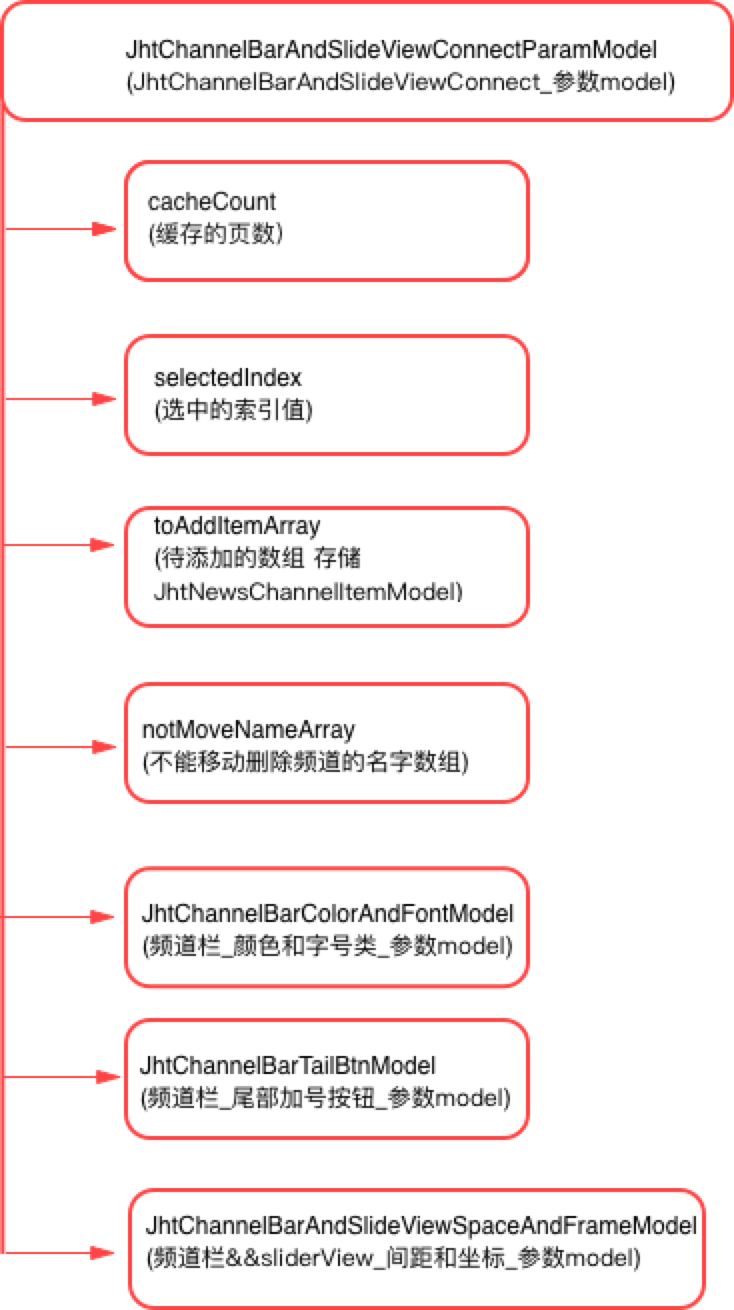 JhtChannelBarAndSlideViewConnectParamModel
(JhtChannelBarAndSlideViewConnect_参数model)
cacheCount
(缓存的页数)
selectedIndex
(选中的索引值)
toAddItemArray
(待添加的数组 存储
JhtNewsChannelItemModel)
notMoveNameArray
(不能移动删除频道的名字数组)
JhtChannelBarColorAndFontModel
(频道栏_颜色和字号类_参数model)
JhtChannelBarTailBtnModel
(频道栏_尾部加号按钮_参数model)
JhtChannelBarAndSlideViewSpaceAndFrameModel
(频道栏&&sliderView_间距和坐标_参数model)